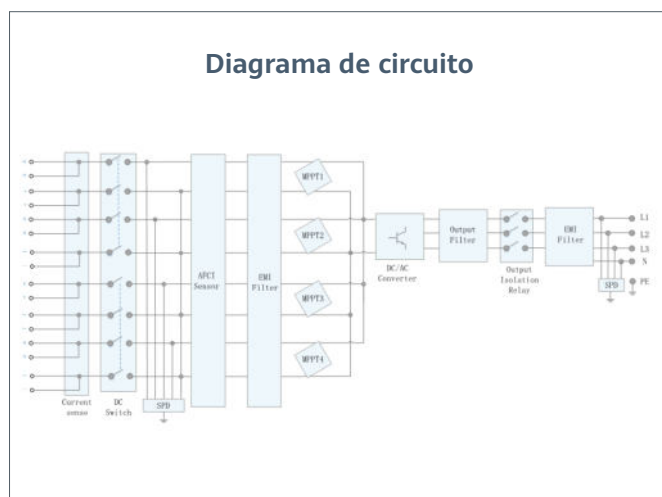 Diagrama de circuito
MPPT1
MPPT2
MPPT3
MPPT4
AFCI
Sensor
EMI
Filter
DC/AC
Converter
Output
Filter
Output
Isolation
Relay
EMI
Filter
L1
L2
L3
N
PE
SPD
SPD
Current
sense
DC
Switch